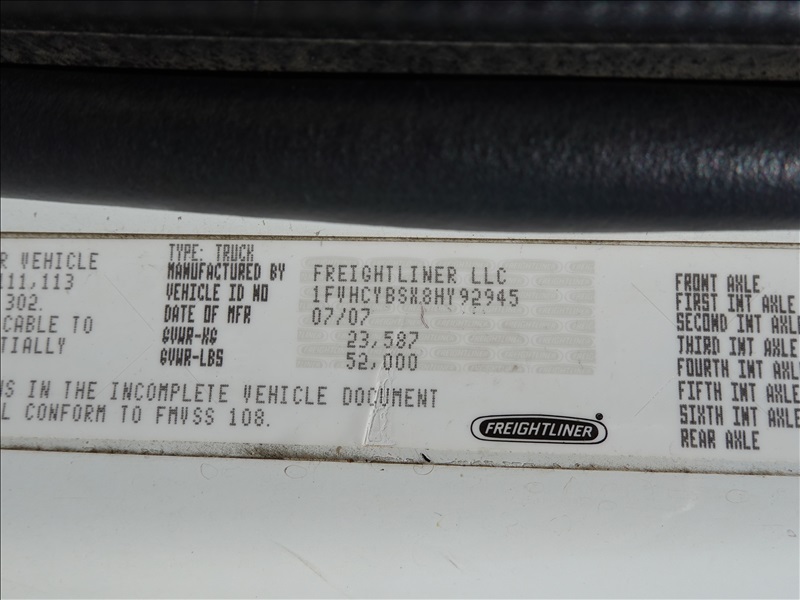 R VEHICLE
111,113
302.
CABLE TO
TIALLY
NS IN THE INCOMPLETE VEHICLE DOCUMENT
L CONFORM TO FMVSS 108.
TYPE: TRUCK
MANUFACTURED BY FREIGHTLINER LLC
VEHICLE ID NO 1FVHCYBSX8HY92945
DATE OF MFR 07/07
GVWR-KG 23,587
GVWR-LBS 52,000
FREIGHTLINER
FRONT AXLE
FIRST INT AXLE
SECOND INT AXLE
THIRD INT AXLE
FOURTH INT AXLE
FIFTH INT AXLE
SIXTH INT AXLE
REAR AXLE